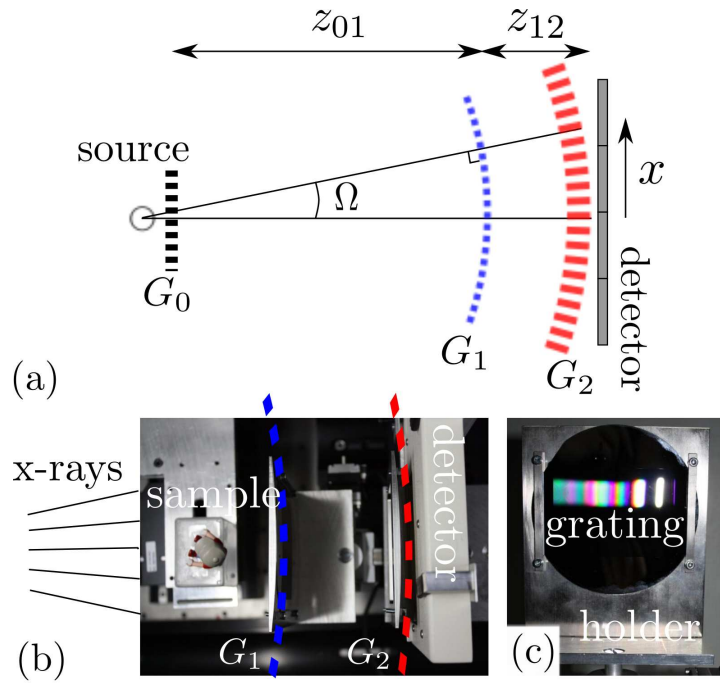 z₀₁
z₁₂
source
Ω
x
G₀
G₁
G₂
detector
(a)
x-rays
sample
detector
G₁
G₂
(b)
grating
holder
(c)